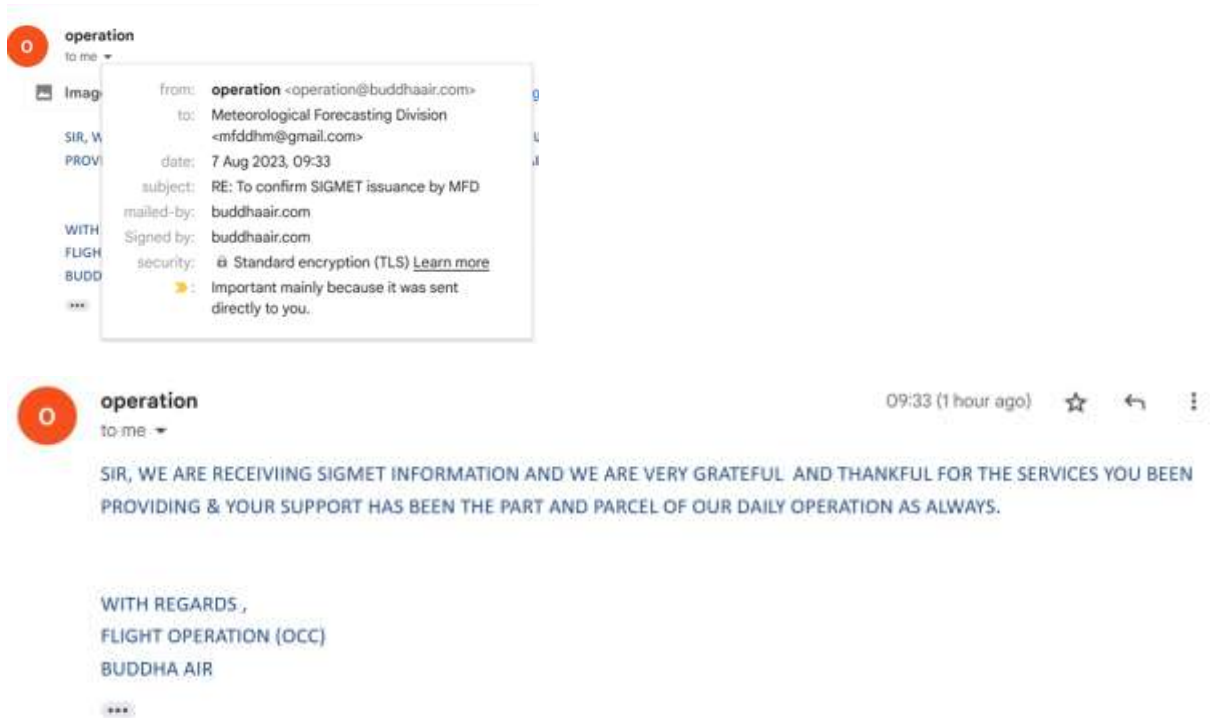 O
operation
to me
Imag
from: operation <operation@buddhaair.com>
to: Meteorological Forecasting Division
<mfddhm@gmail.com>
SIR, W
PROVI
date: 7 Aug 2023, 09:33
subject: RE: To confirm SIGMET issuance by MFD
mailed-by: buddhaair.com
WITH
Signed by: buddhaair.com
FLIGH
security: Standard encryption (TLS) Learn more
BUDD
: Important mainly because it was sent
directly to you.
O
operation
09:33 (1 hour ago)
to me
SIR, WE ARE RECEIVIING SIGMET INFORMATION AND WE ARE VERY GRATEFUL AND THANKFUL FOR THE SERVICES YOU BEEN
PROVIDING & YOUR SUPPORT HAS BEEN THE PART AND PARCEL OF OUR DAILY OPERATION AS ALWAYS.
WITH REGARDS ,
FLIGHT OPERATION (OCC)
BUDDHA AIR